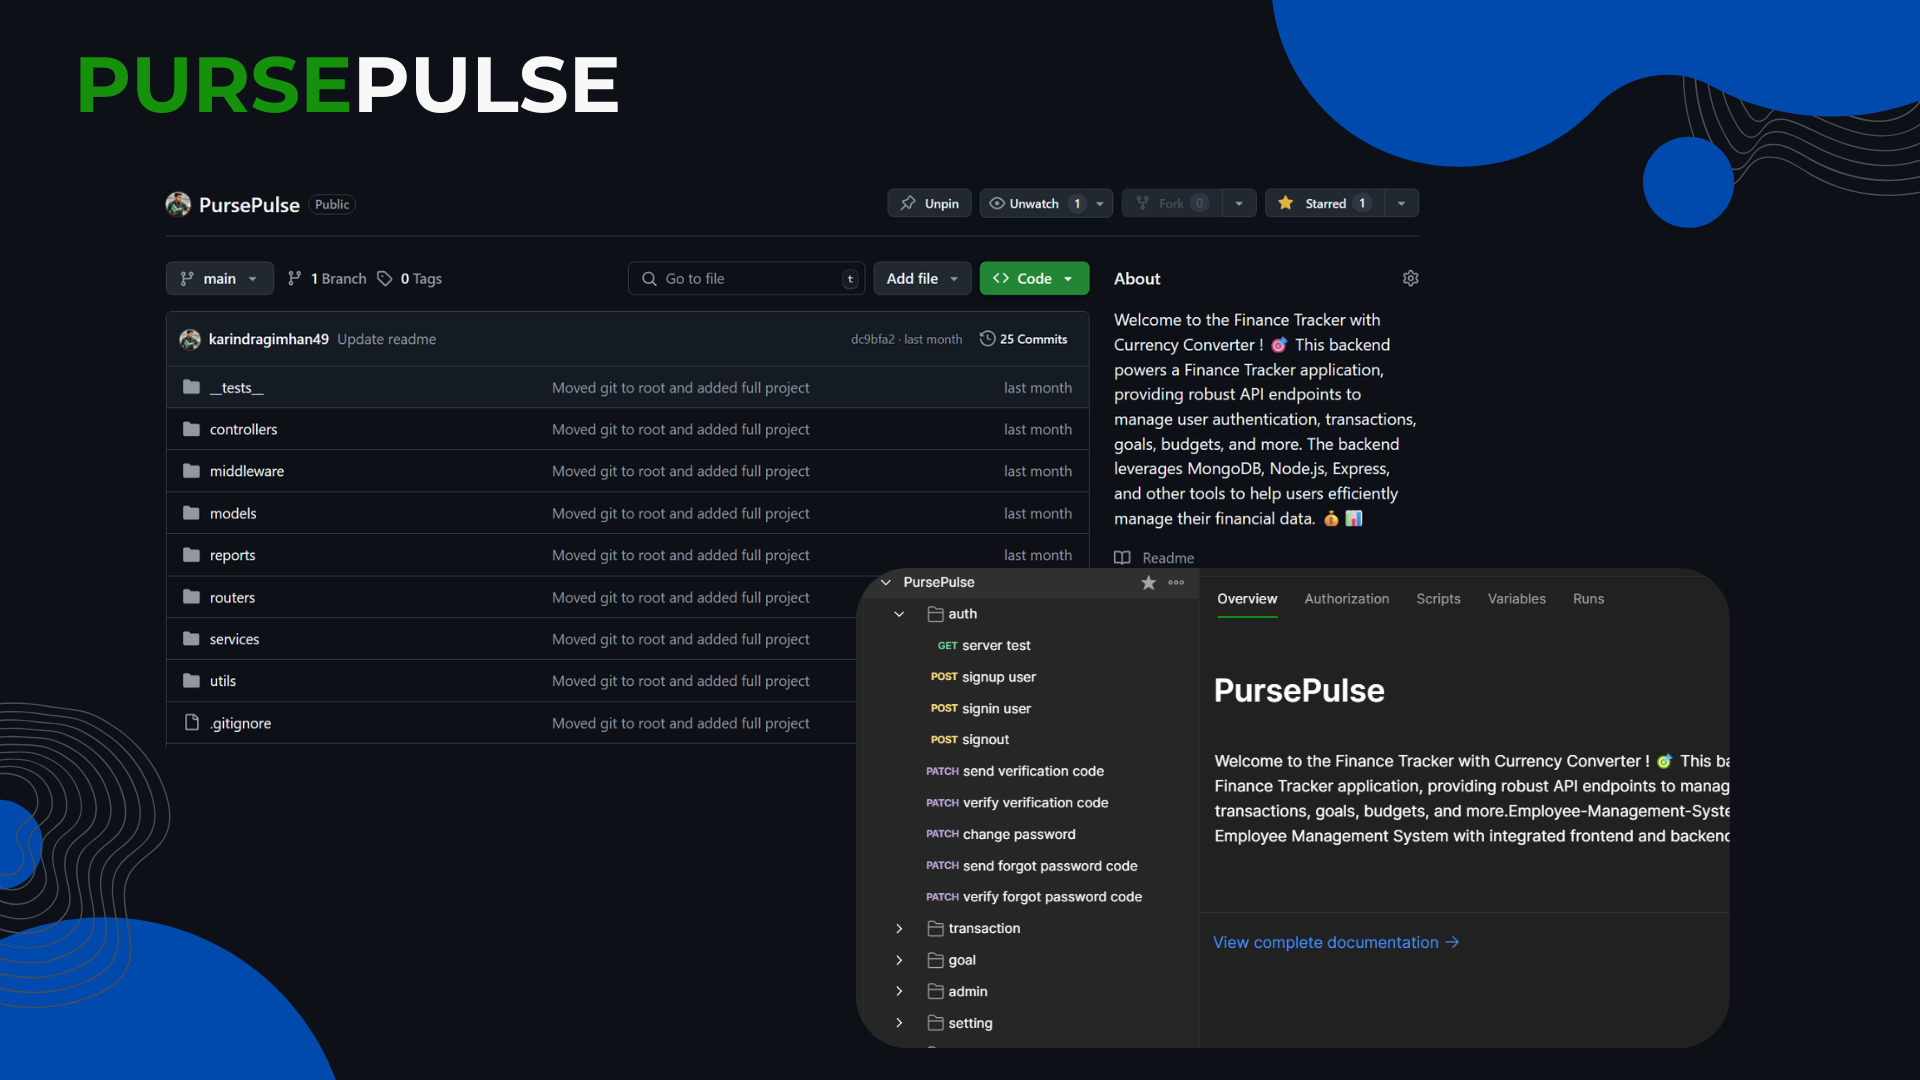 PURSEPULSE
PursePulse Public
Unpin
Unwatch 1
Fork 0
Starred 1
main
1 Branch
0 Tags
Go to file
t
Add file
<> Code
karindragimhan49 Update readme
dc9bfa2 · last month
25 Commits
__tests__ Moved git to root and added full project last month
controllers Moved git to root and added full project last month
middleware Moved git to root and added full project last month
models Moved git to root and added full project last month
reports Moved git to root and added full project last month
routers Moved git to root and added full project
services Moved git to root and added full project
utils Moved git to root and added full project
.gitignore Moved git to root and added full project
About
Welcome to the Finance Tracker with
Currency Converter ! 🎯 This backend
powers a Finance Tracker application,
providing robust API endpoints to
manage user authentication, transactions,
goals, budgets, and more. The backend
leverages MongoDB, Node.js, Express,
and other tools to help users efficiently
manage their financial data. 💰 📊
Readme
PursePulse
auth
GET server test
POST signup user
POST signin user
POST signout
PATCH send verification code
PATCH verify verification code
PATCH change password
PATCH send forgot password code
PATCH verify forgot password code
transaction
goal
admin
setting
Overview Authorization Scripts Variables Runs
PursePulse
Welcome to the Finance Tracker with Currency Converter ! 🎯 This ba
Finance Tracker application, providing robust API endpoints to manag
transactions, goals, budgets, and more.Employee-Management-Syste
Employee Management System with integrated frontend and backend
View complete documentation →